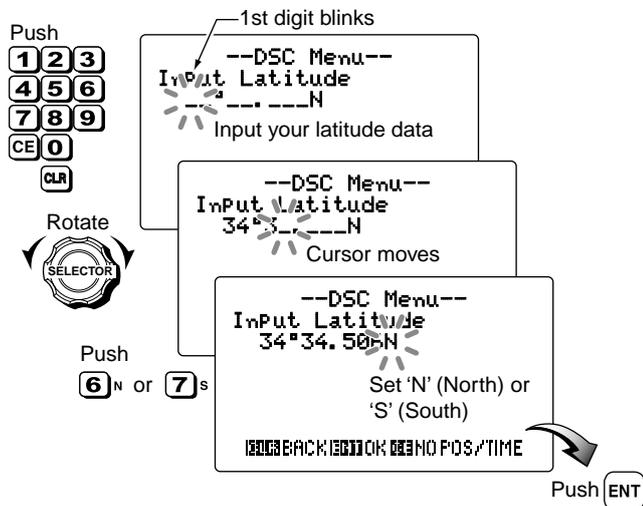 1st digit blinks
Push
1 2 3
4 5 6
7 8 9
CE 0
CLR
--DSC Menu--
InPut Latitude
__°__.___N
Input your latitude data
--DSC Menu--
InPut Latitude
34°3_.___N
Cursor moves
Rotate
SELECTOR
--DSC Menu--
InPut Latitude
34°34.506N
Set ‘N’ (North) or
‘S’ (South)
Push
6 N or 7 S
BACK OK NO POS/TIME
Push ENT